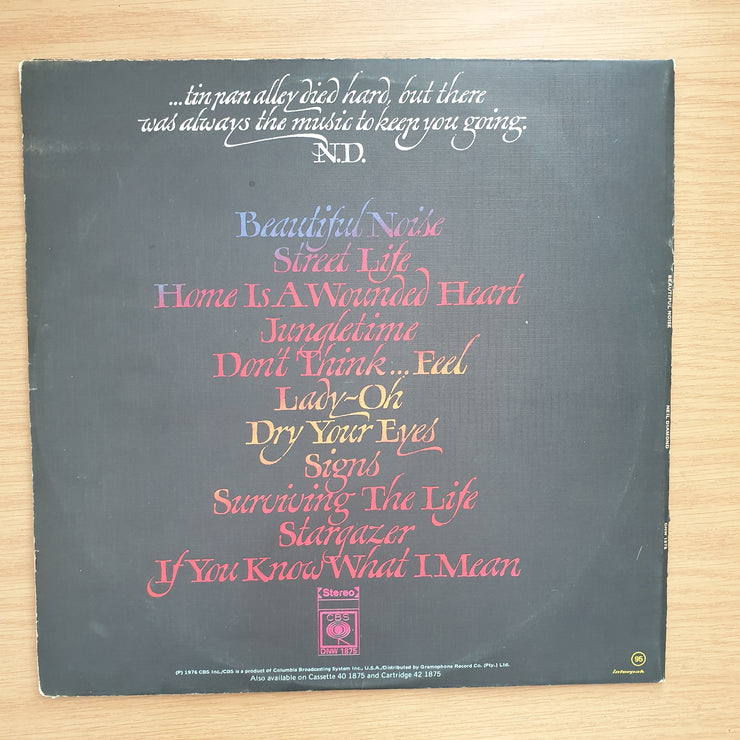 ...tin pan alley died hard, but there
was always the music to keep you going.
N.D.
Beautiful Noise
Street Life
Home Is A Wounded Heart
Jungletime
Don't Think...Feel
Lady-Oh
Dry Your Eyes
Signs
Surviving The Life
Stargazer
If You Know What I Mean
Stereo
CBS
DNW 1875
(P) 1976 CBS Inc./CBS is a product of Columbia Broadcasting System Inc., U.S.A./Distributed by Gramophone Record Co. (Pty.) Ltd.
Also available on Cassette 40 1875 and Cartridge 42 1875
95
interpak
BEAUTIFUL NOISE
NEIL DIAMOND
DNW 1875